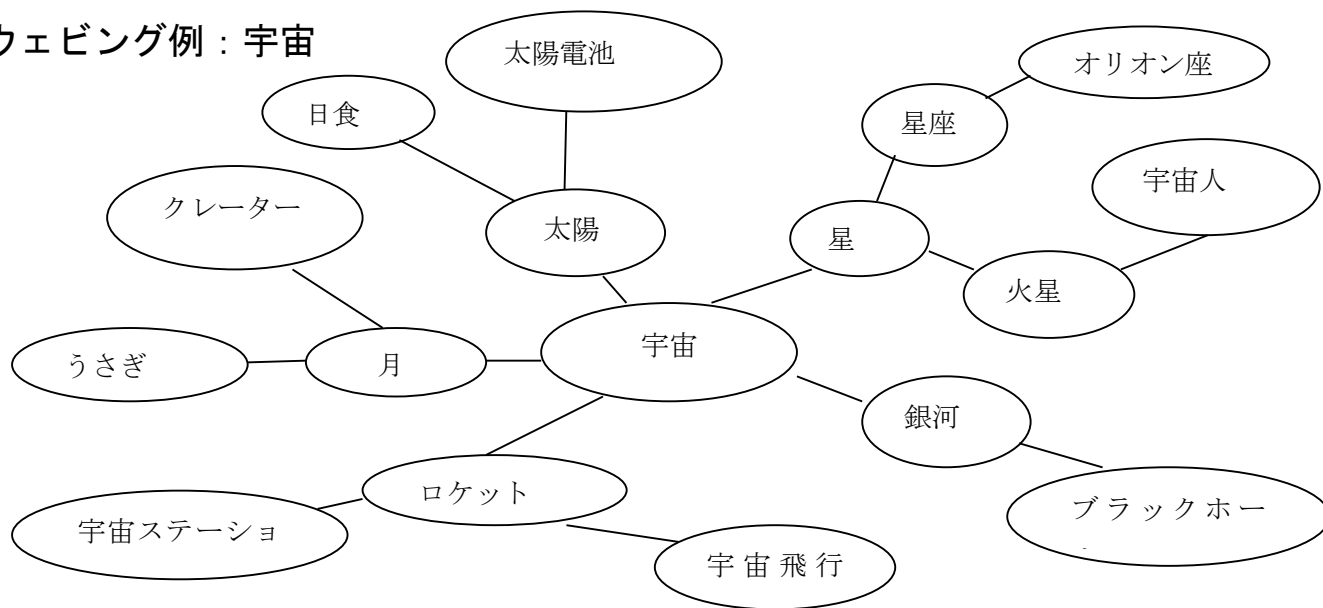 ウェビング例：宇宙
太陽電池
オリオン座
日食
星座
宇宙人
クレーター
太陽
星
火星
宇宙
うさぎ
月
銀河
ロケット
ブラックホー
宇宙ステーショ
宇宙飛行